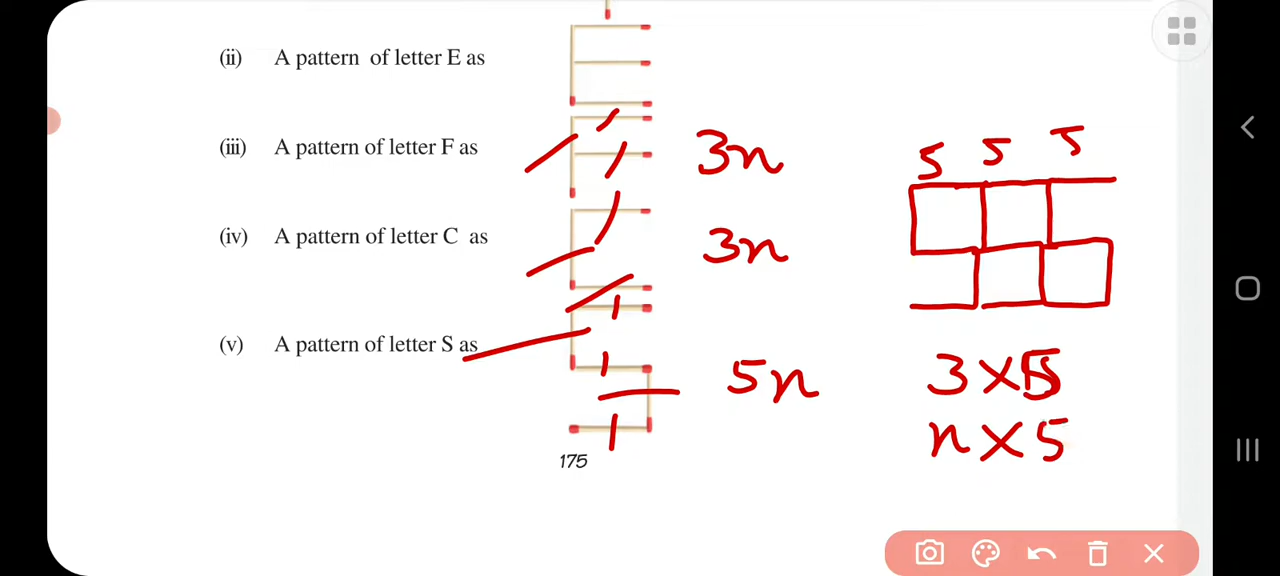 (ii) A pattern of letter E as
(iii) A pattern of letter F as 3n
5 5 5
(iv) A pattern of letter C as 3n
(v) A pattern of letter S as 5n
3 × 5
n × 5
175